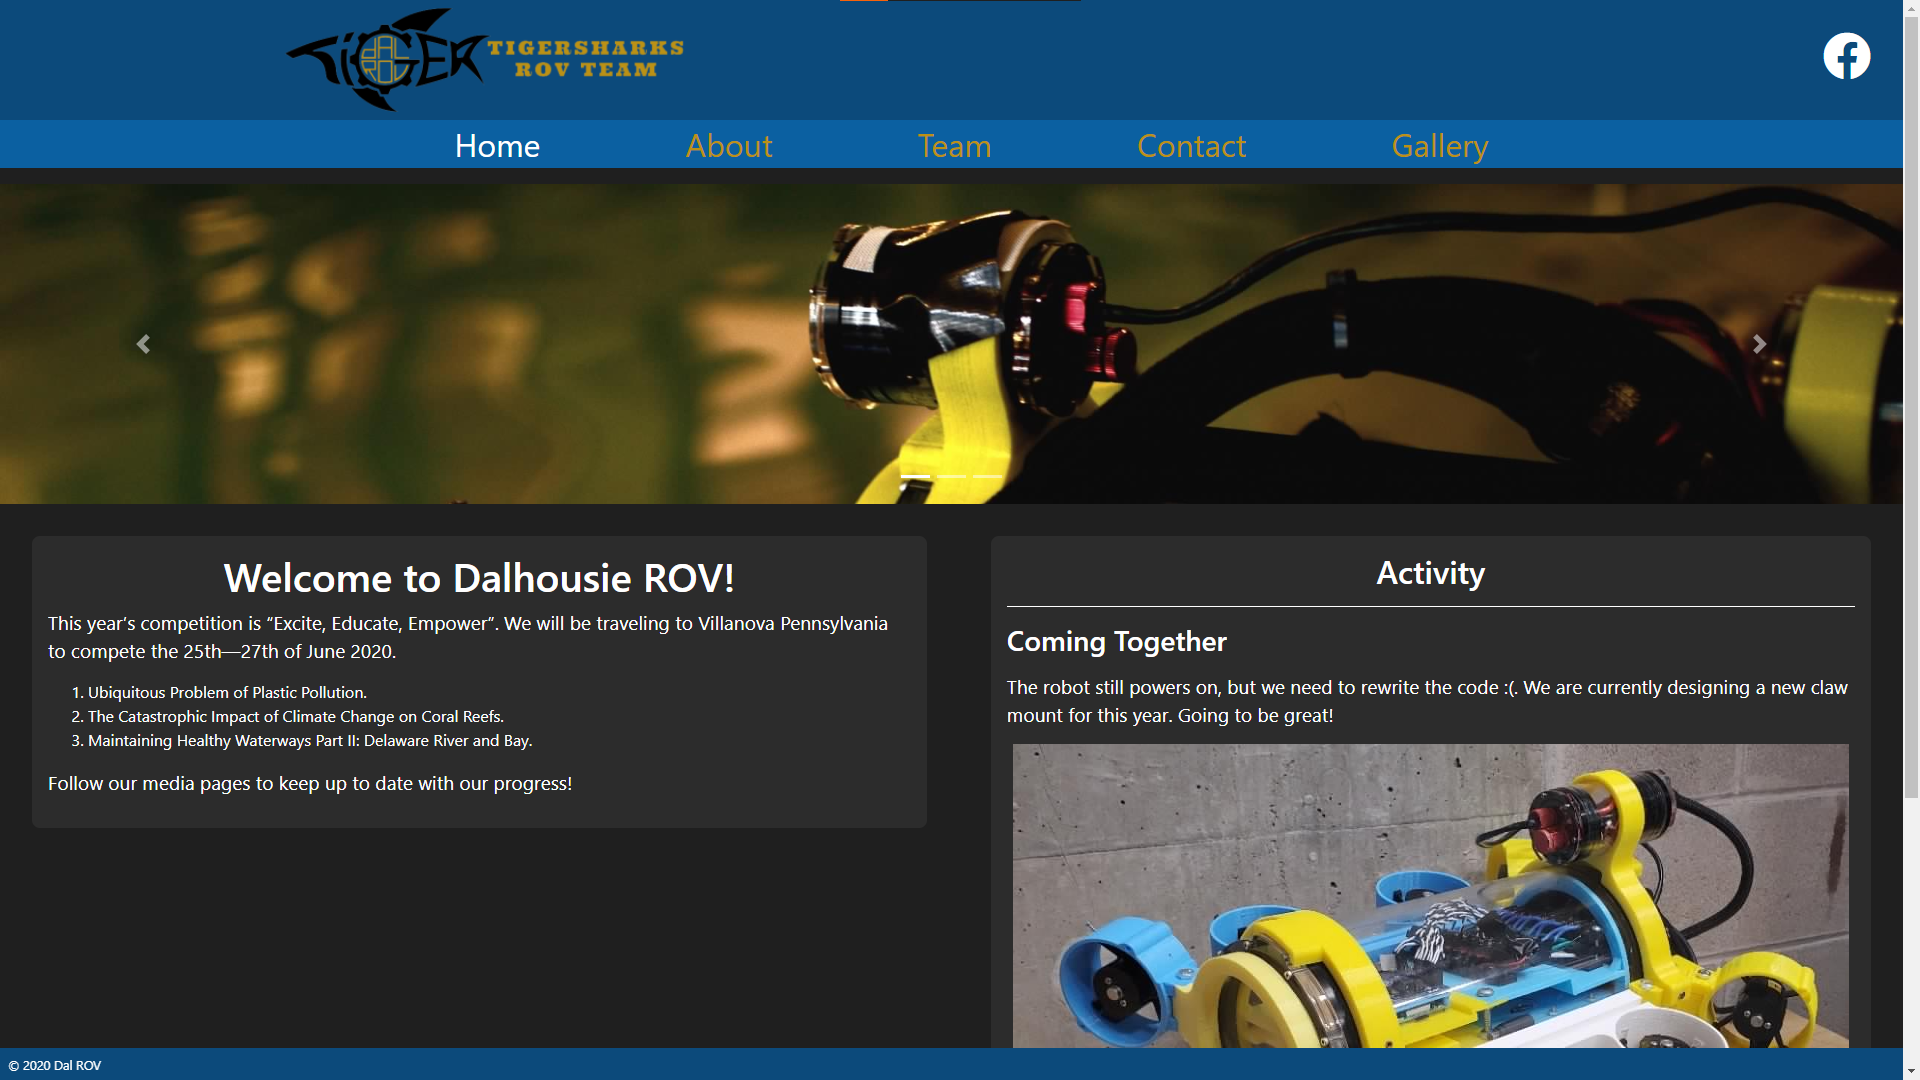 TIGER
DAL
ROV
TIGERSHARKS
ROV TEAM
Home
About
Team
Contact
Gallery
Welcome to Dalhousie ROV!
This year’s competition is “Excite, Educate, Empower”. We will be traveling to Villanova Pennsylvania
to compete the 25th—27th of June 2020.
1. Ubiquitous Problem of Plastic Pollution.
2. The Catastrophic Impact of Climate Change on Coral Reefs.
3. Maintaining Healthy Waterways Part II: Delaware River and Bay.
Follow our media pages to keep up to date with our progress!
Activity
Coming Together
The robot still powers on, but we need to rewrite the code :(. We are currently designing a new claw
mount for this year. Going to be great!
© 2020 Dal ROV